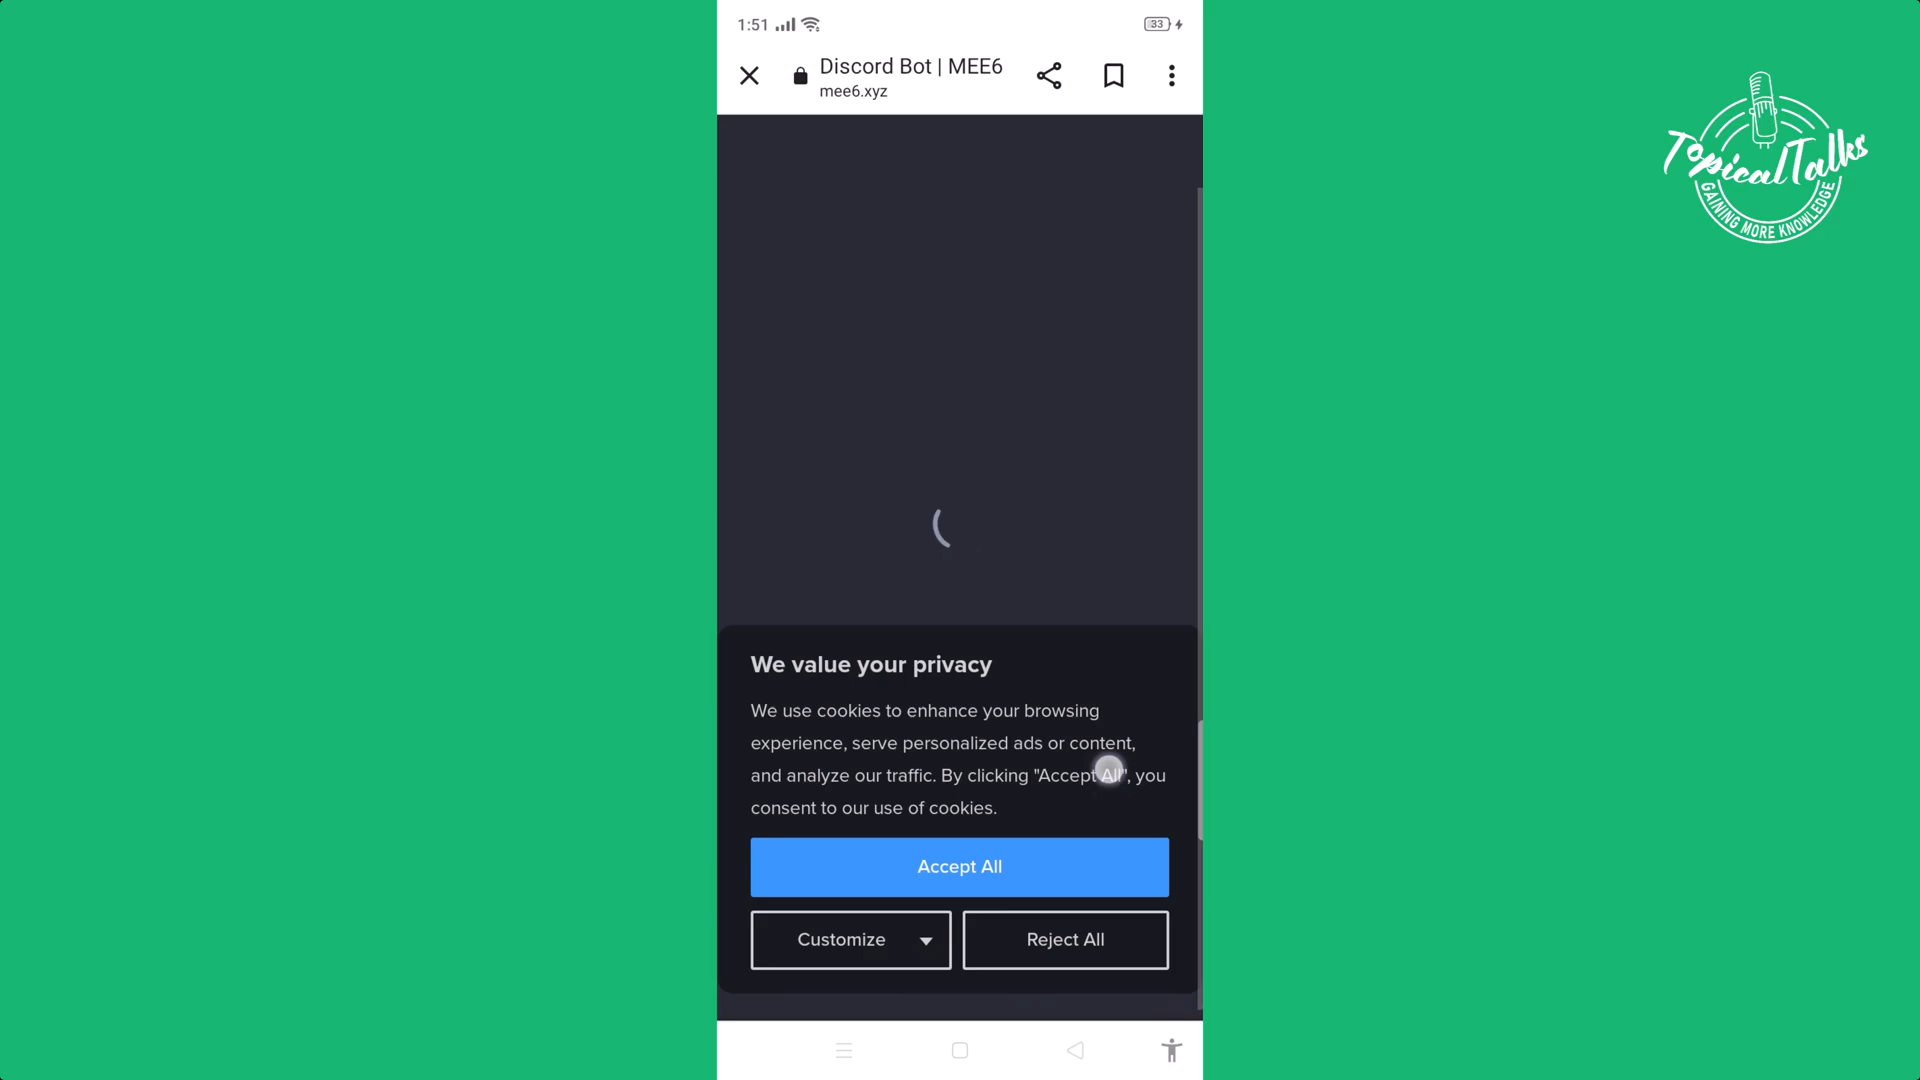 1:51
33
Discord Bot | MEE6
mee6.xyz
TopicalTalks
GAINING MORE KNOWLEDGE
We value your privacy
We use cookies to enhance your browsing
experience, serve personalized ads or content,
and analyze our traffic. By clicking "Accept All", you
consent to our use of cookies.
Accept All
Customize
Reject All